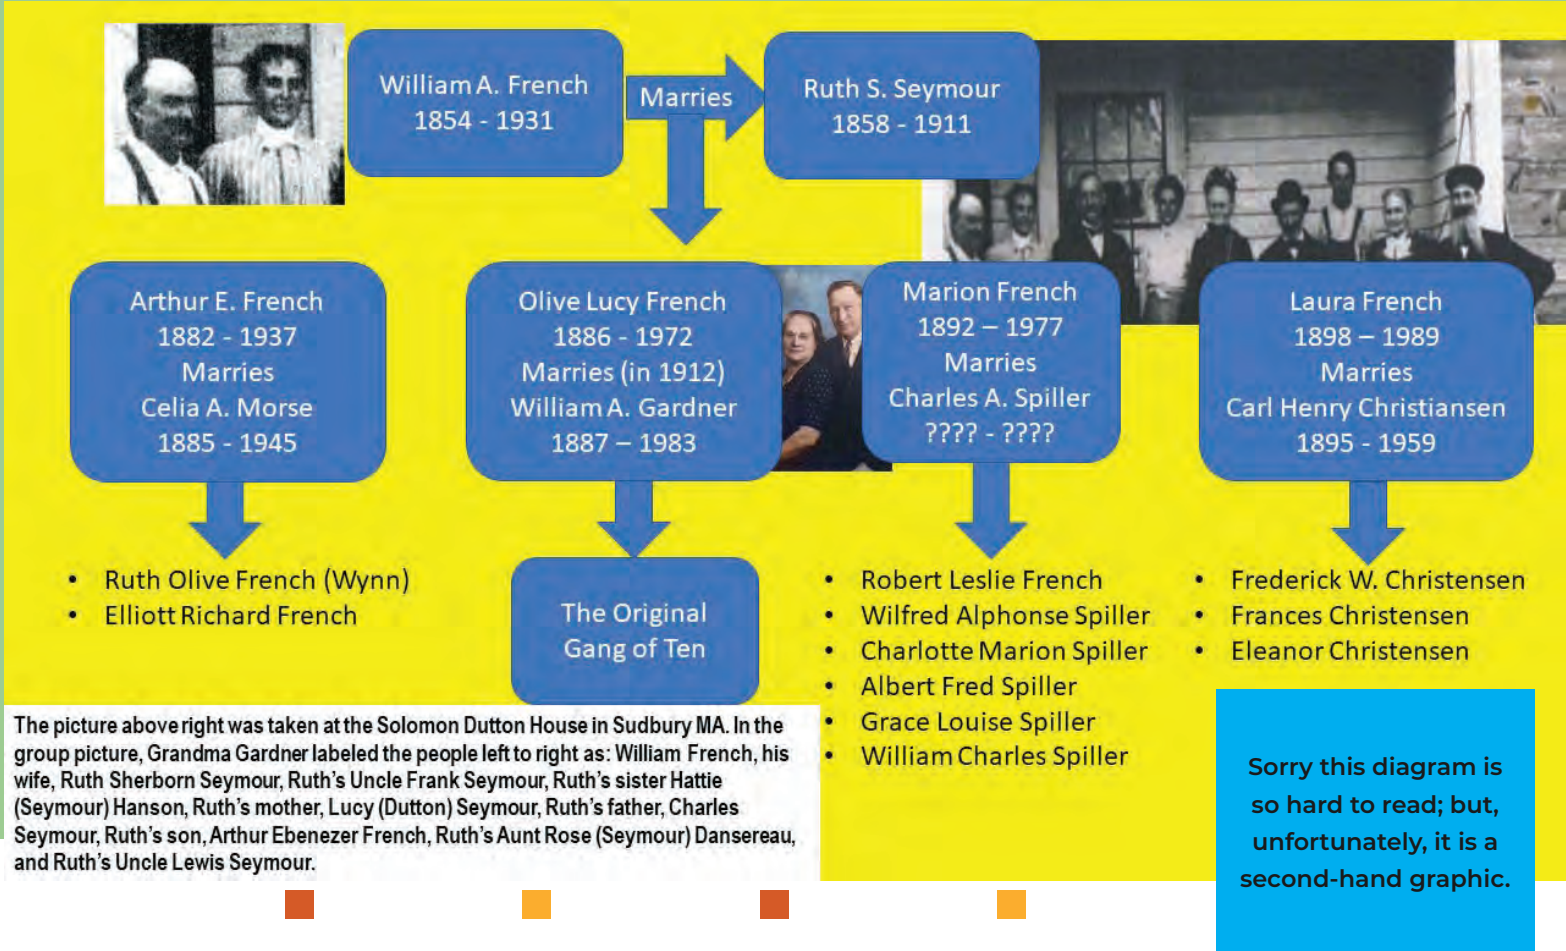 William A. French
1854 - 1931
Marries
Ruth S. Seymour
1858 - 1911
Arthur E. French
1882 - 1937
Marries
Celia A. Morse
1885 - 1945
Olive Lucy French
1886 - 1972
Marries (in 1912)
William A. Gardner
1887 – 1983
Marion French
1892 – 1977
Marries
Charles A. Spiller
???? - ????
Laura French
1898 – 1989
Marries
Carl Henry Christiansen
1895 - 1959
• Ruth Olive French (Wynn)
• Elliott Richard French
The Original
Gang of Ten
• Robert Leslie French
• Wilfred Alphonse Spiller
• Charlotte Marion Spiller
• Albert Fred Spiller
• Grace Louise Spiller
• William Charles Spiller
• Frederick W. Christensen
• Frances Christensen
• Eleanor Christensen
The picture above right was taken at the Solomon Dutton House in Sudbury MA. In the
group picture, Grandma Gardner labeled the people left to right as: William French, his
wife, Ruth Sherborn Seymour, Ruth's Uncle Frank Seymour, Ruth's sister Hattie
(Seymour) Hanson, Ruth's mother, Lucy (Dutton) Seymour, Ruth's father, Charles
Seymour, Ruth's son, Arthur Ebenezer French, Ruth's Aunt Rose (Seymour) Dansereau,
and Ruth's Uncle Lewis Seymour.
Sorry this diagram is
so hard to read; but,
unfortunately, it is a
second-hand graphic.